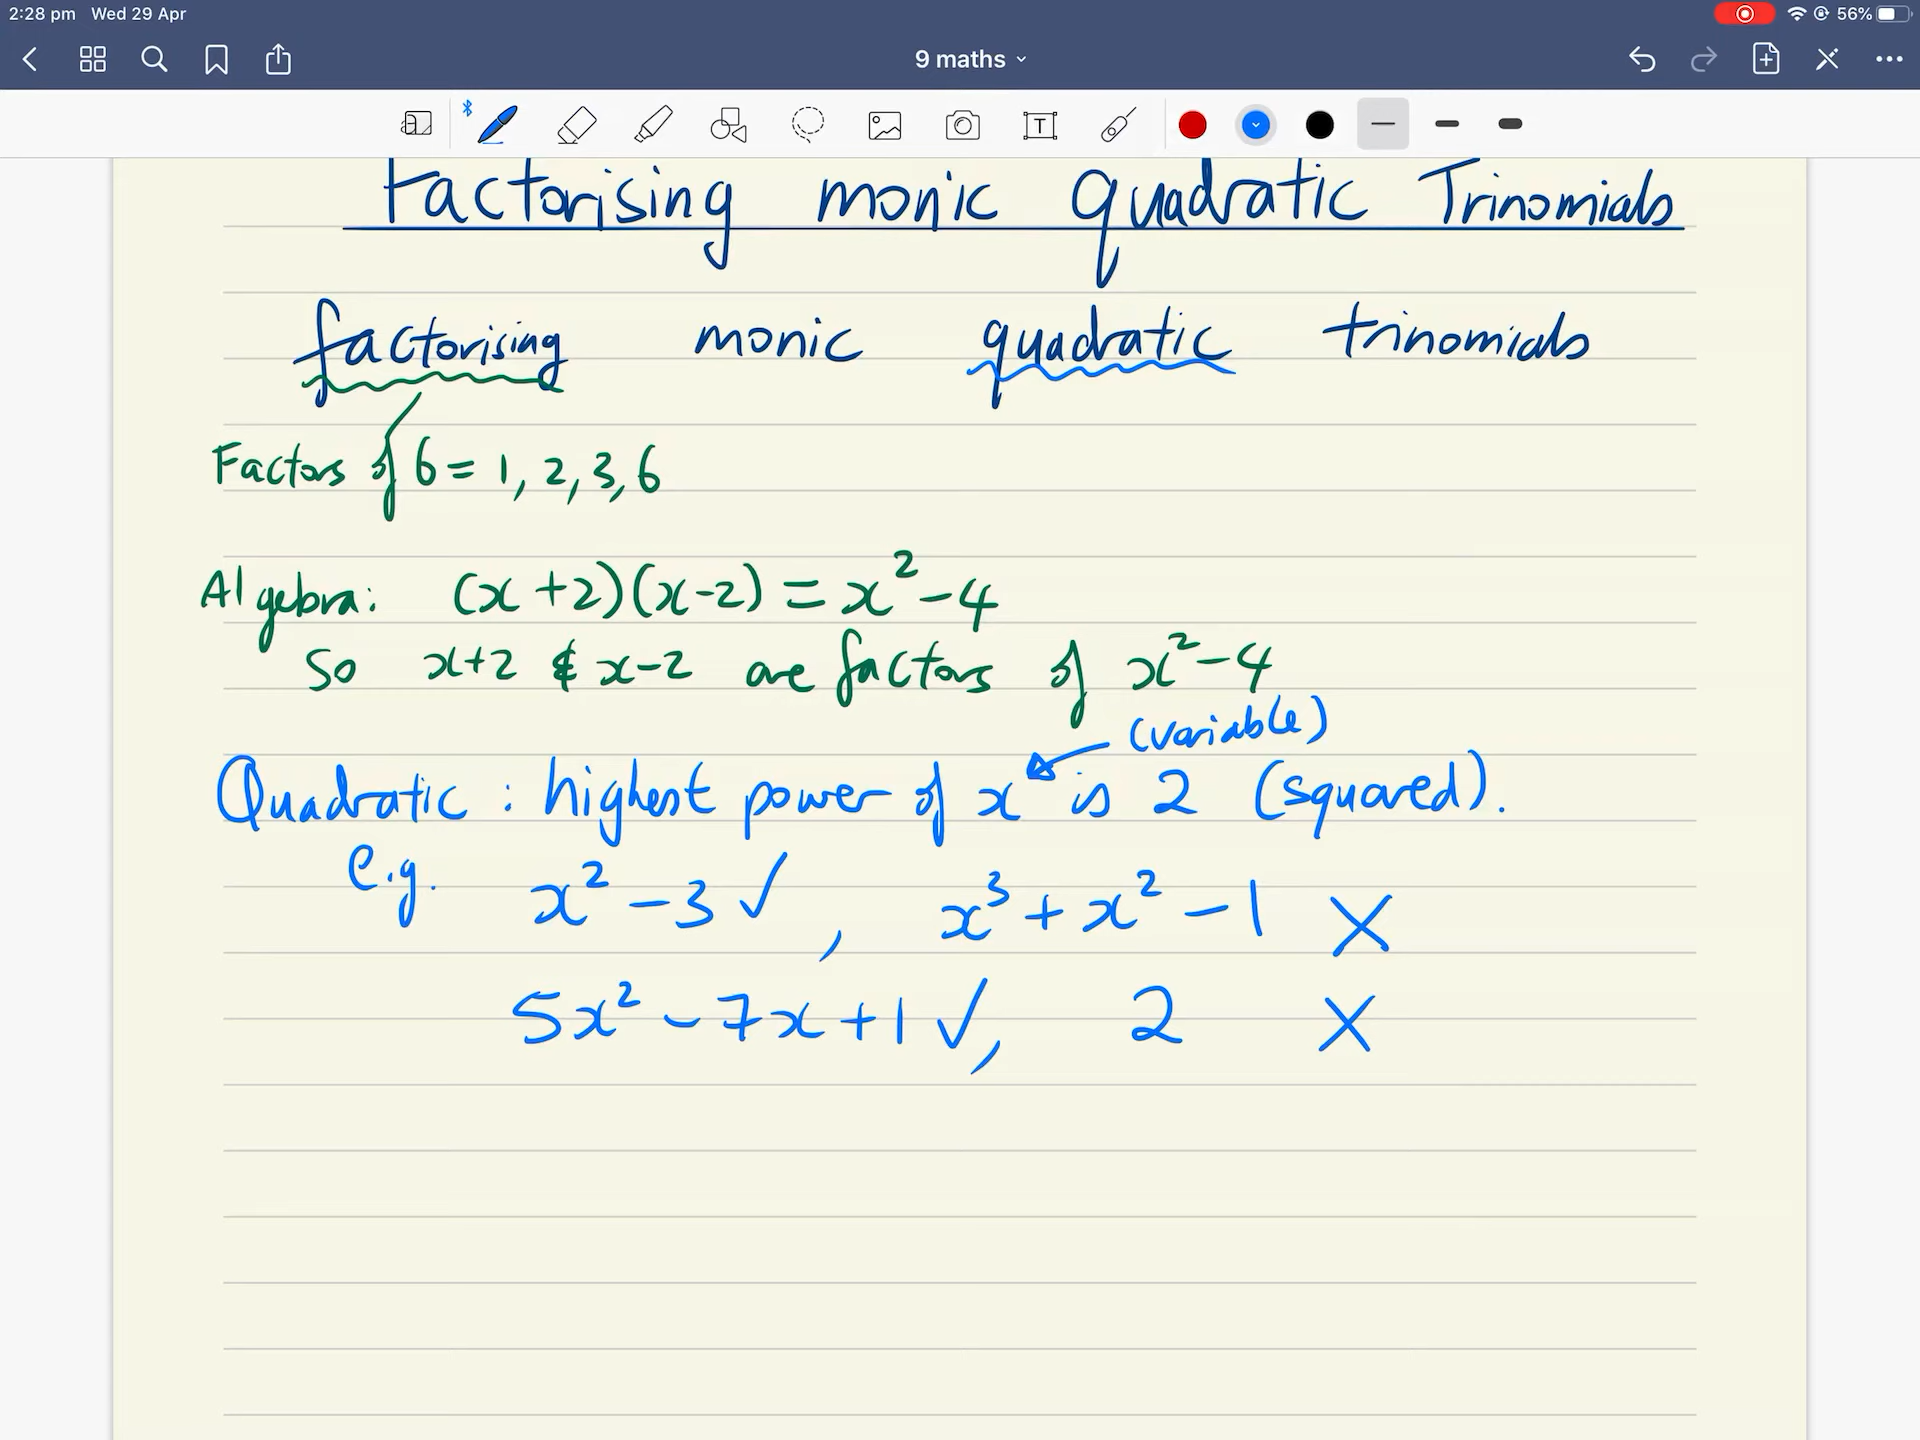 2:28 pm Wed 29 Apr 56%
9 maths
Factorising monic quadratic Trinomials
factorising monic quadratic trinomials
Factors of 6 = 1, 2, 3, 6
Algebra: (x+2)(x-2) = x² - 4
So x+2 & x-2 are factors of x² - 4
(variable)
Quadratic : highest power of x is 2 (squared).
e.g. x² - 3 ✓, x³ + x² - 1 X
5x² - 7x + 1 ✓, 2 X